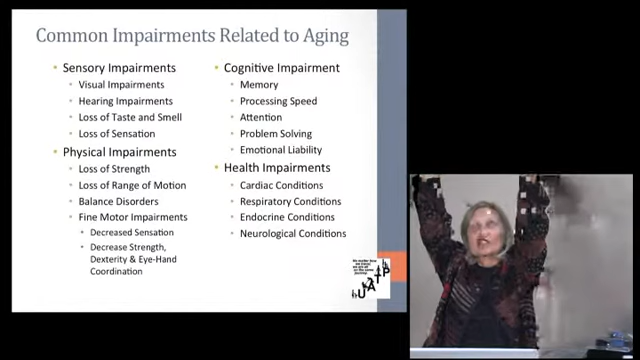 Common Impairments Related to Aging
Sensory Impairments
Visual Impairments
Hearing Impairments
Loss of Taste and Smell
Loss of Sensation
Physical Impairments
Loss of Strength
Loss of Range of Motion
Balance Disorders
Fine Motor Impairments
Decreased Sensation
Decrease Strength,
Dexterity & Eye-Hand
Coordination
Cognitive Impairment
Memory
Processing Speed
Attention
Problem Solving
Emotional Liability
Health Impairments
Cardiac Conditions
Respiratory Conditions
Endocrine Conditions
Neurological Conditions
UATP